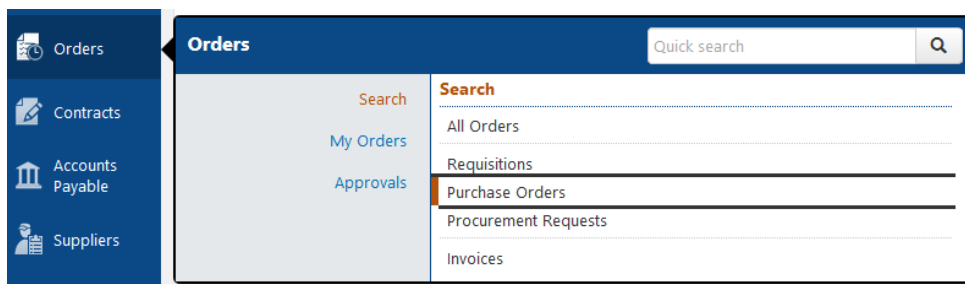 Orders
Contracts
Accounts
Payable
Suppliers
Orders
Quick search
Search
My Orders
Approvals
Search
All Orders
Requisitions
Purchase Orders
Procurement Requests
Invoices